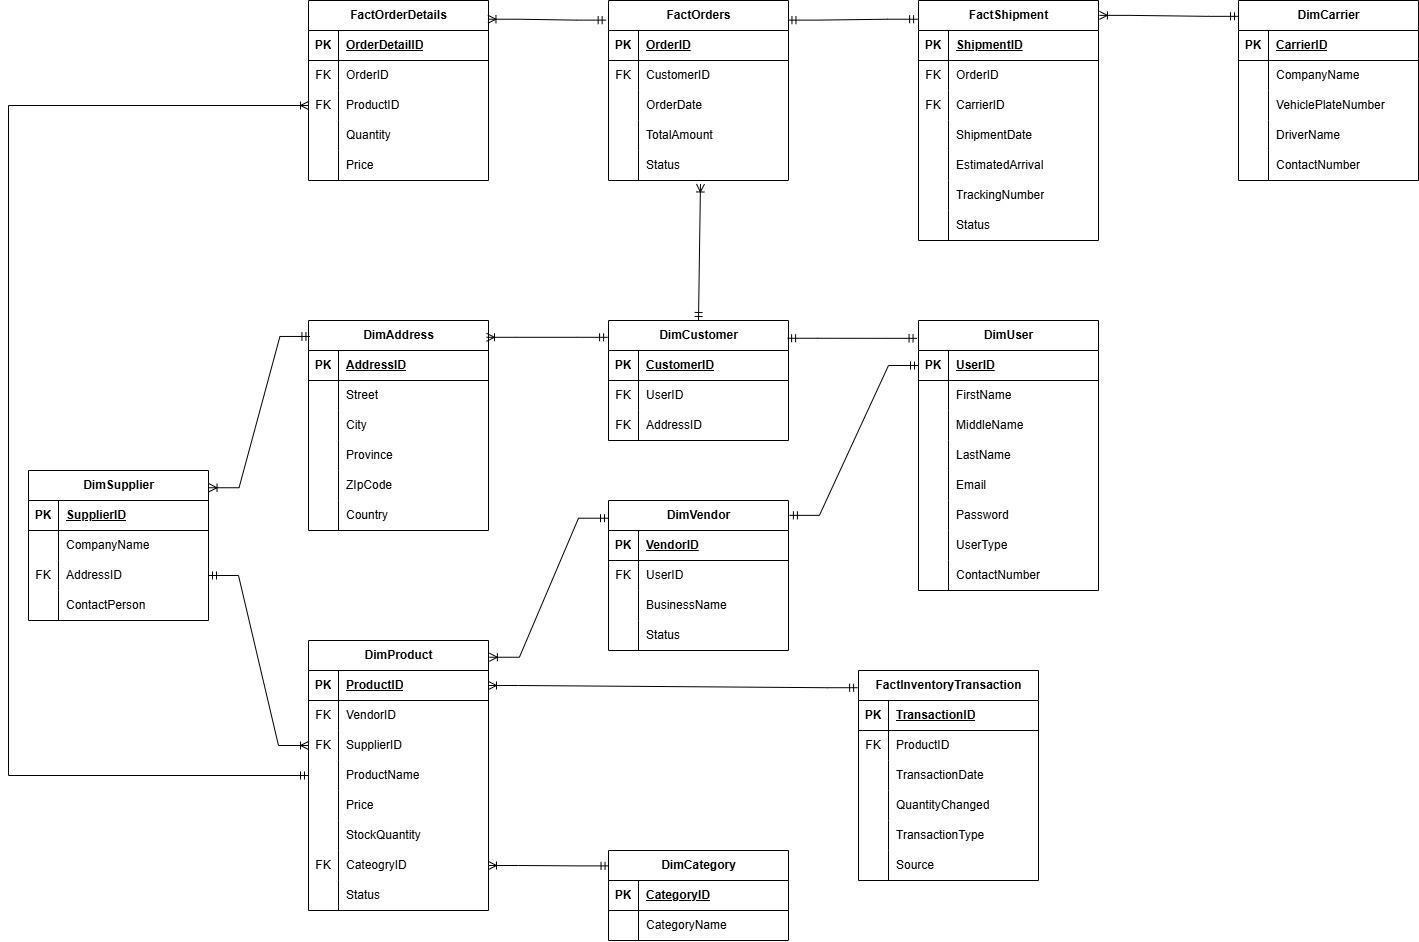 FactOrderDetails
PK OrderDetailID
FK OrderID
FK ProductID
Quantity
Price
FactOrders
PK OrderID
FK CustomerID
OrderDate
TotalAmount
Status
FactShipment
PK ShipmentID
FK OrderID
FK CarrierID
ShipmentDate
EstimatedArrival
TrackingNumber
Status
DimCarrier
PK CarrierID
CompanyName
VehiclePlateNumber
DriverName
ContactNumber
DimAddress
PK AddressID
Street
City
Province
ZIpCode
Country
DimCustomer
PK CustomerID
FK UserID
FK AddressID
DimUser
PK UserID
FirstName
MiddleName
LastName
Email
Password
UserType
ContactNumber
DimSupplier
PK SupplierID
CompanyName
FK AddressID
ContactPerson
DimVendor
PK VendorID
FK UserID
BusinessName
Status
DimProduct
PK ProductID
FK VendorID
FK SupplierID
ProductName
Price
StockQuantity
FK CateogryID
Status
FactInventoryTransaction
PK TransactionID
FK ProductID
TransactionDate
QuantityChanged
TransactionType
Source
DimCategory
PK CategoryID
CategoryName